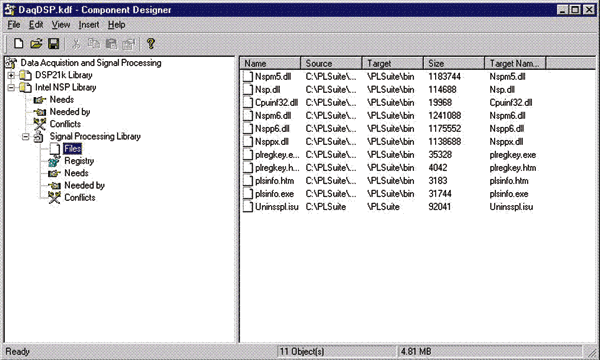 DaqDSP.kdf - Component Designer
File Edit View Insert Help
Data Acquistion and Signal Processing
DSP21k Library
Intel NSP Library
Needs
Needed by
Conflicts
Signal Processing Library
Files
Registry
Needs
Needed by
Conflicts
Name Source Target Size Target Nam...
Nspm5.dll C:\PLSuite\... \PLSuite\bin 1183744 Nspm5.dll
Nsp.dll C:\PLSuite\... \PLSuite\bin 114688 Nsp.dll
Cpuinf32.dll C:\PLSuite\... \PLSuite\bin 19968 Cpuinf32.dll
Nspm6.dll C:\PLSuite\... \PLSuite\bin 1241088 Nspm6.dll
Nspp6.dll C:\PLSuite\... \PLSuite\bin 1175552 Nspp6.dll
Nsppx.dll C:\PLSuite\... \PLSuite\bin 1138688 Nsppx.dll
plregkey.e... C:\PLSuite\... \PLSuite\bin 35328 plregkey.exe
plregkey.h... C:\PLSuite\... \PLSuite\bin 4042 plregkey.htm
plsinfo.htm C:\PLSuite\... \PLSuite\bin 3183 plsinfo.htm
plsinfo.exe C:\PLSuite\... \PLSuite\bin 31744 plsinfo.exe
Uninsspl.isu C:\PLSuite \PLSuite 92041 Uninsspl.isu
Ready 11 Object(s) 4.81 MB